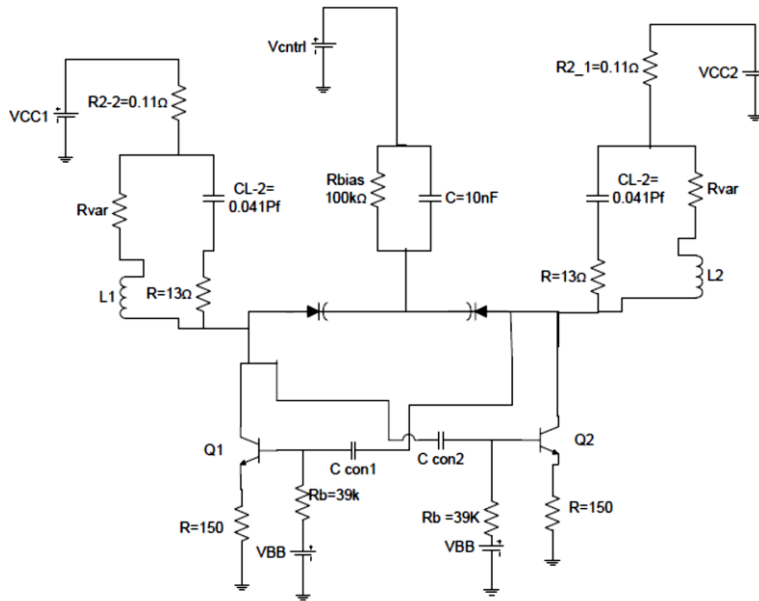 Vcntrl
R2_1=0.11Ω
VCC2
R2-2=0.11Ω
VCC1
CL-2=
0.041Pf
Rvar
Rbias
100kΩ
C=10nF
CL-2=
0.041Pf
Rvar
L1
R=13Ω
R=13Ω
L2
Q1
C con1
C con2
Q2
Rb=39k
Rb =39K
R=150
R=150
VBB
VBB